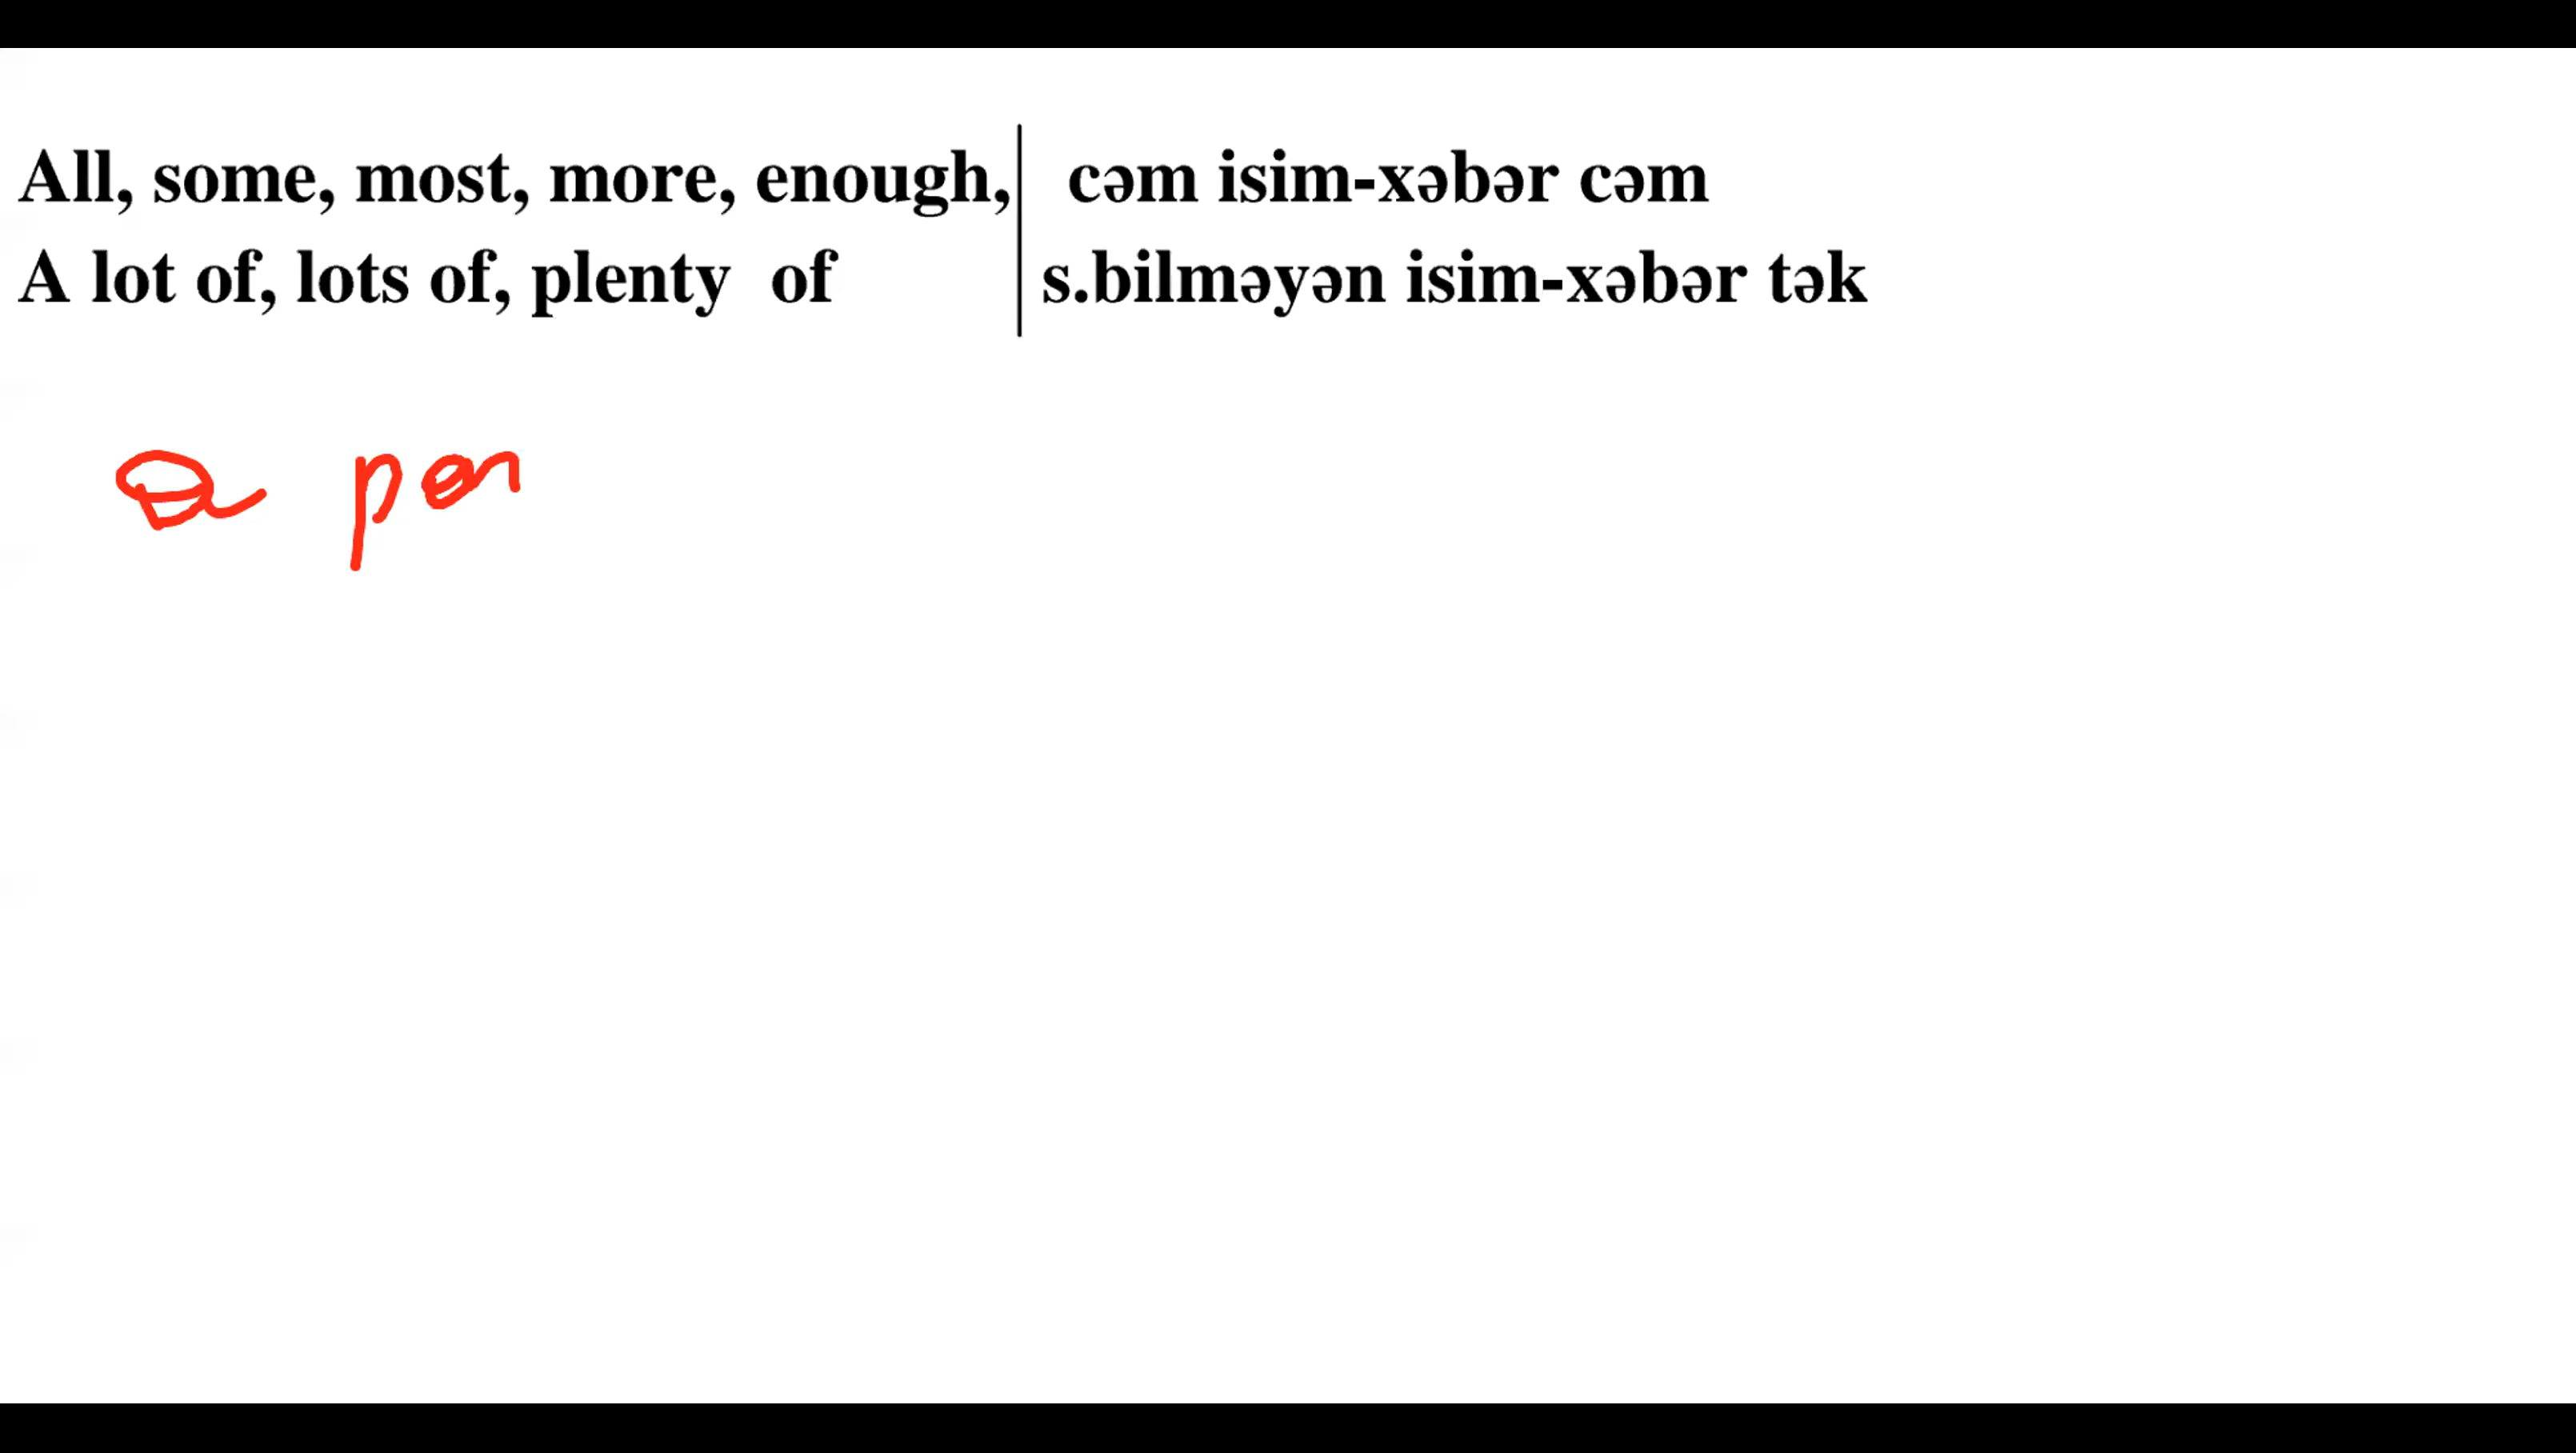 All, some, most, more, enough, cəm isim-xəbər cəm
A lot of, lots of, plenty of s.bilməyən isim-xəbər tək
a pen